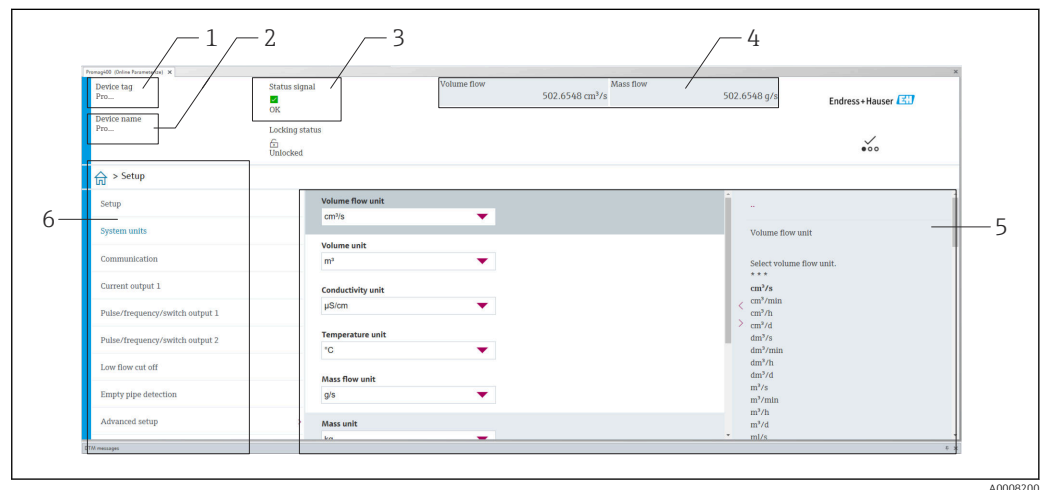 1
2
3
4
Promag400 (Online Parameterize) ×
Device tag
Pro...
Device name
Pro...
Status signal
OK
Locking status
Unlocked
Volume flow
502.6548 cm³/s
Mass flow
502.6548 g/s
Endress+Hauser EH
> Setup
6
Setup
System units
Communication
Current output 1
Pulse/frequency/switch output 1
Pulse/frequency/switch output 2
Low flow cut off
Empty pipe detection
Advanced setup
Volume flow unit
cm³/s
Volume unit
m³
Conductivity unit
µS/cm
Temperature unit
°C
Mass flow unit
g/s
Mass unit
kg
5
..
Volume flow unit
Select volume flow unit.
* * *
cm³/s
cm³/min
cm³/h
cm³/d
dm³/s
dm³/min
dm³/h
dm³/d
m³/s
m³/min
m³/h
m³/d
ml/s
DTM messages
A0008200